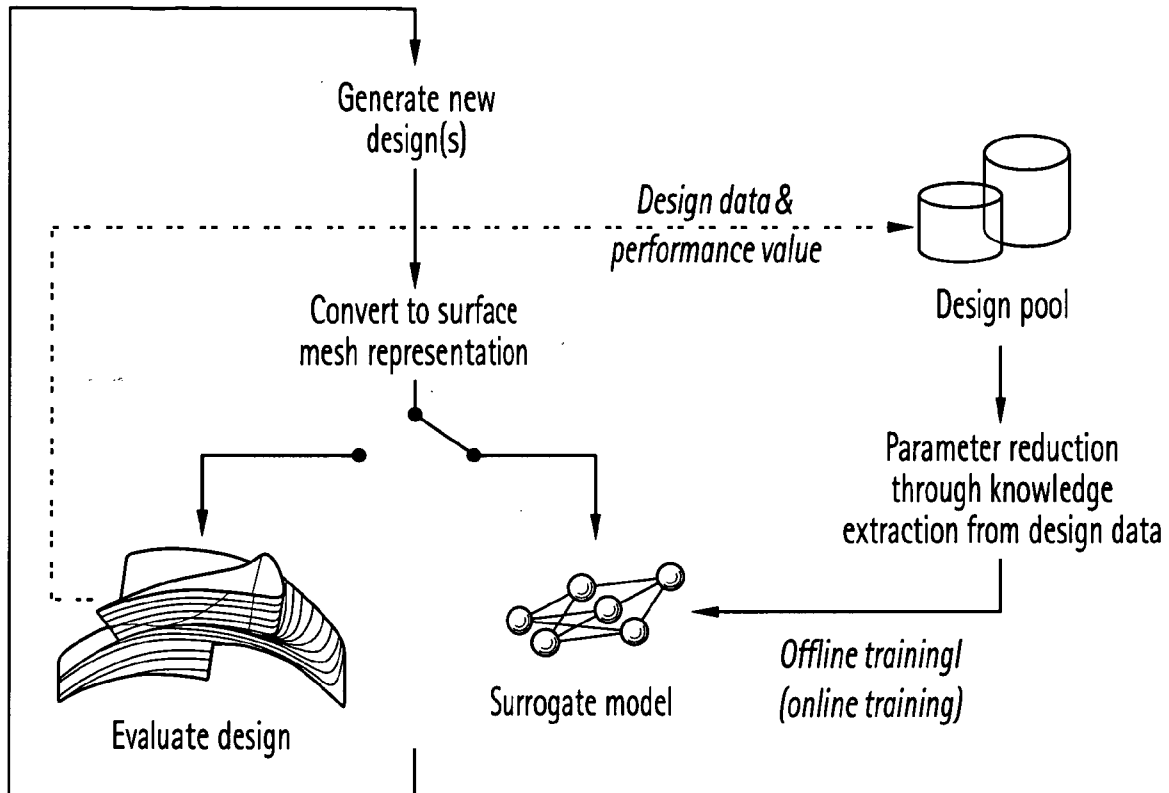 Generate new
design(s)
Design data &
performance value
Design pool
Convert to surface
mesh representation
Parameter reduction
through knowledge
extraction from design data
Offline trainingl
(online training)
Surrogate model
Evaluate design